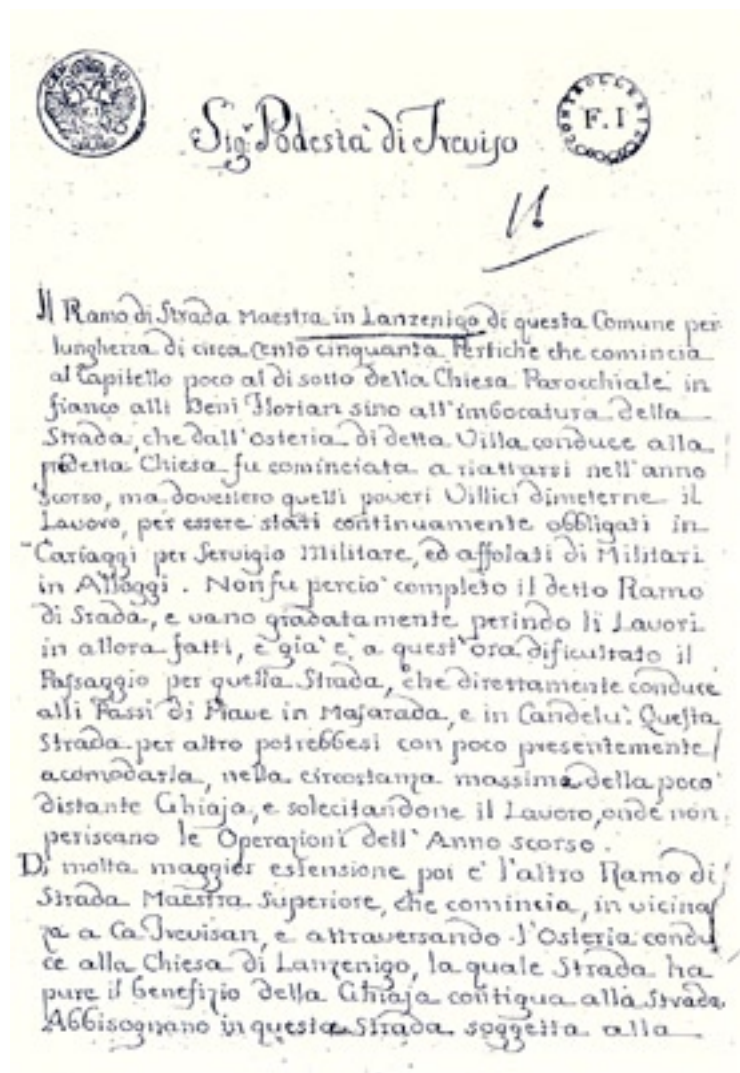 Sig.r Podestà di Treviso
F.I
Il Ramo di Strada Maestra in Lanzenigo di questa Comune per
lunghezza di circa Cento cinquanta Pertiche che comincia
al Capitello poco al di sotto della Chiesa Parocchiale in
fianco alli Beni Florian sino all'imboccatura della
Strada, che dall'Osteria di detta Villa conduce alla
predetta Chiesa fu cominciata a riattarsi nell'anno
scorso, ma dovettero quelli poveri Villici dimeterne il
Lavoro, per essere stati continuamente obbligati in
Cariaggi per Servigio Militare, ed affolati di Militari
in Alloggi. Non fu perciò completo il detto Ramo
di Strada, e vano gradatamente perindo li Lavori
in allora fatti, e già è a quest'ora dificultato il
Passaggio per quella Strada, che direttamente conduce
alli Passi di Piave in Masarada, e in Candelù. Questa
Strada per altro potrebbesi con poco presentemente
acomodarla, nella circostanza massima della poco
distante Ghiaja, e solecitandone il Lavoro, onde non
periscano le Operazioni dell'Anno scorso.
Di molta maggior estensione poi è l'altro Ramo di
Strada Maestra Superiore, che comincia, in vicina
za a Ca Trevisan, e attraversando l'Osteria condu
ce alla Chiesa di Lanzenigo, la quale Strada ha
pure il benefizio della Ghiaja contigua alla Strada
Abbisognano in questa Strada soggetta alla